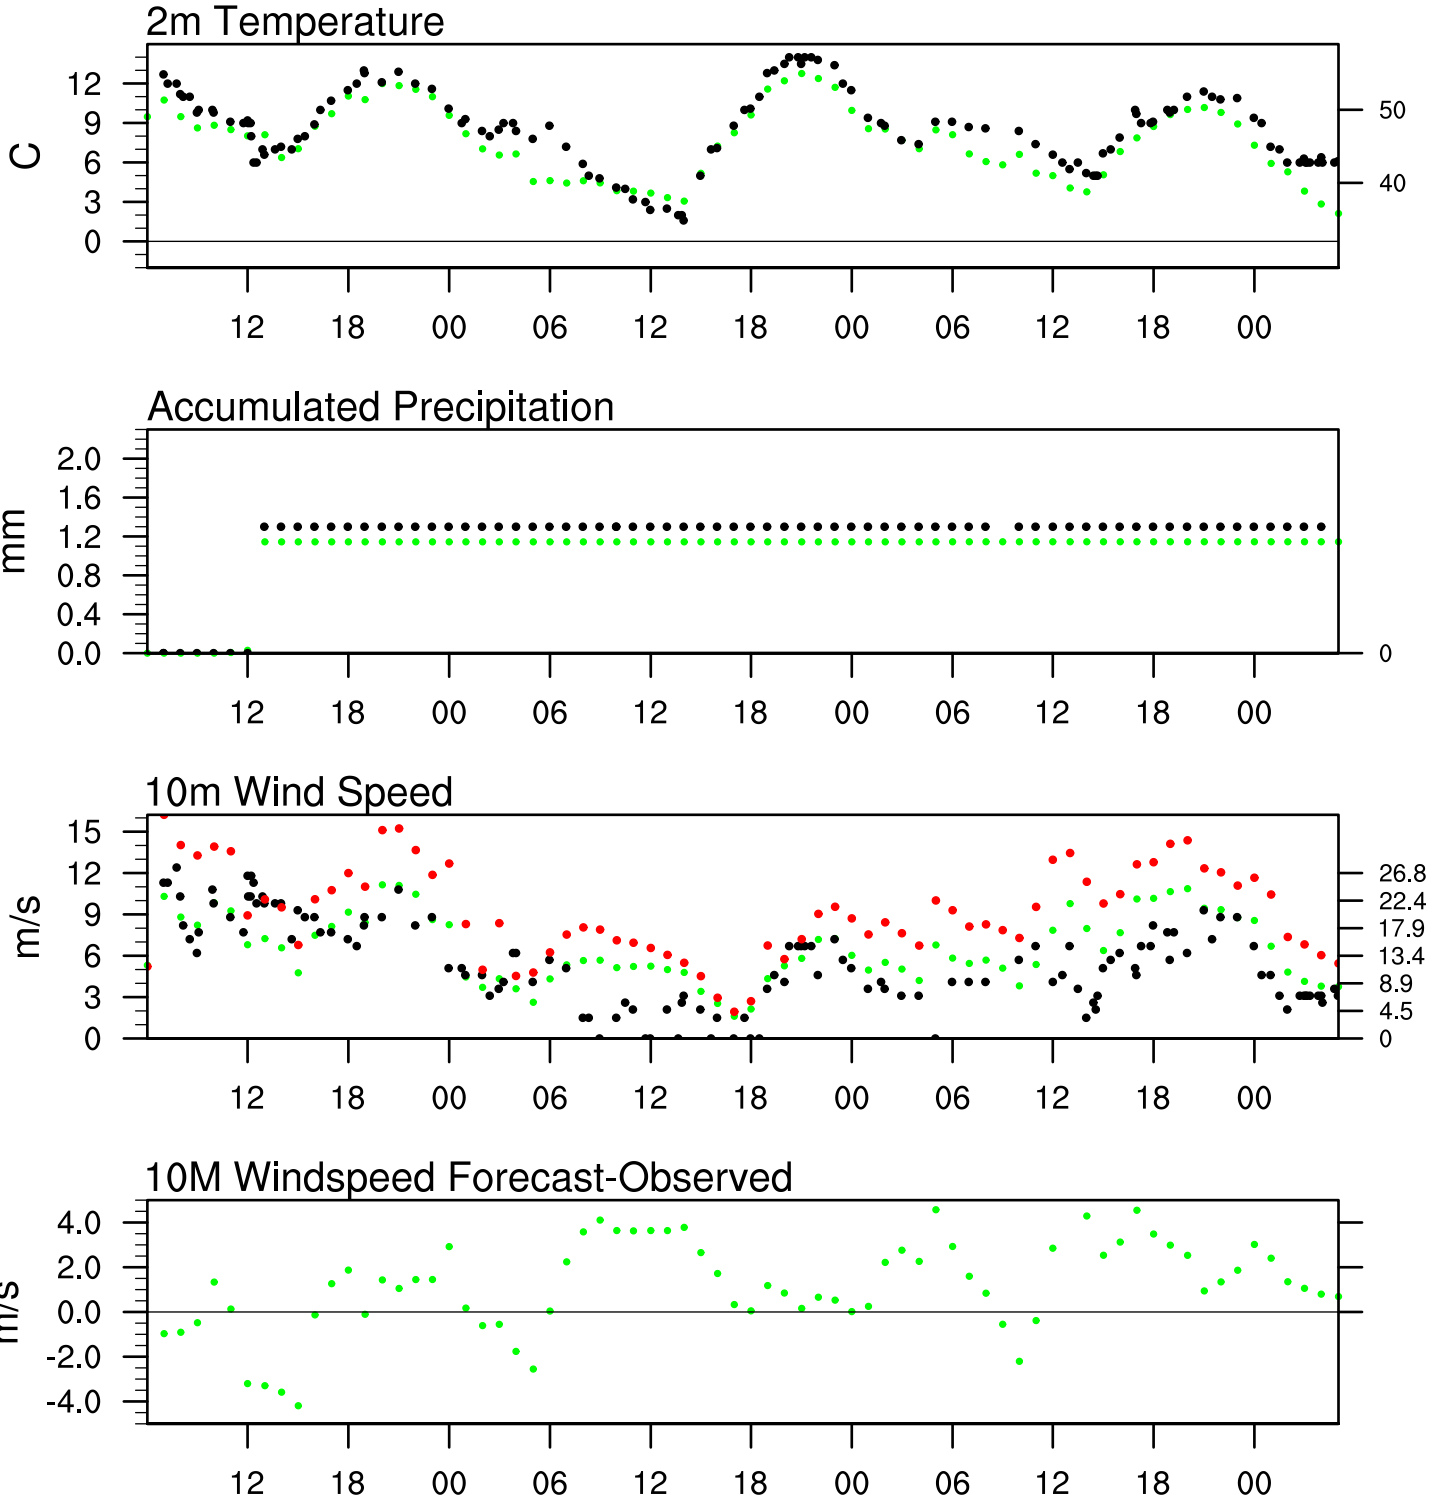 2m Temperature
12
9
6
3
0
C
50
40
12 18 00 06 12 18 00 06 12 18 00
Accumulated Precipitation
2.0
1.6
1.2
0.8
0.4
0.0
mm
0
12 18 00 06 12 18 00 06 12 18 00
10m Wind Speed
15
12
9
6
3
0
m/s
26.8
22.4
17.9
13.4
8.9
4.5
0
12 18 00 06 12 18 00 06 12 18 00
10M Windspeed Forecast-Observed
4.0
2.0
0.0
-2.0
-4.0
m/s
12 18 00 06 12 18 00 06 12 18 00